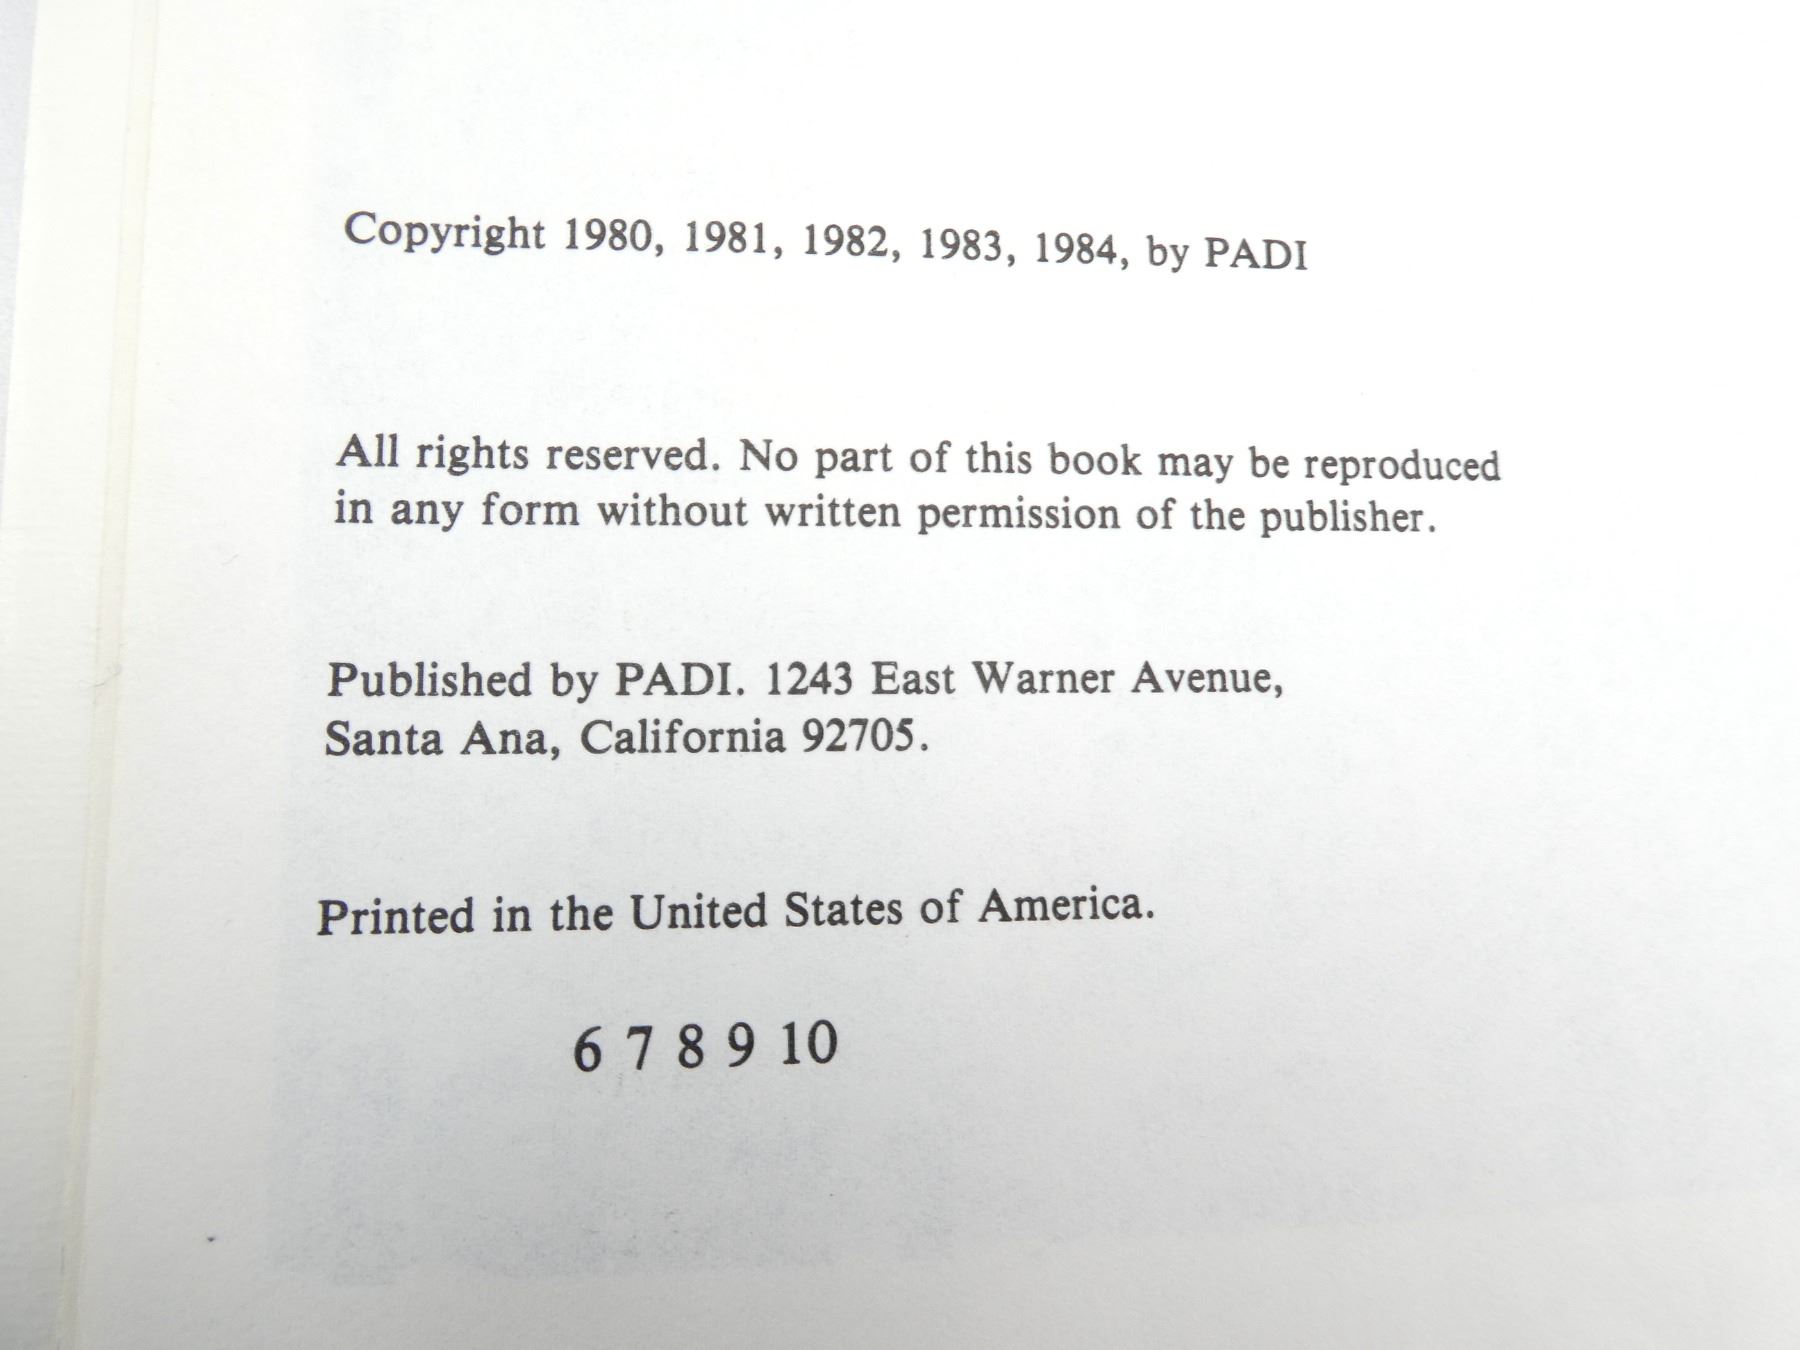 Copyright 1980, 1981, 1982, 1983, 1984, by PADI
All rights reserved. No part of this book may be reproduced
in any form without written permission of the publisher.
Published by PADI. 1243 East Warner Avenue,
Santa Ana, California 92705.
Printed in the United States of America.
6 7 8 9 10